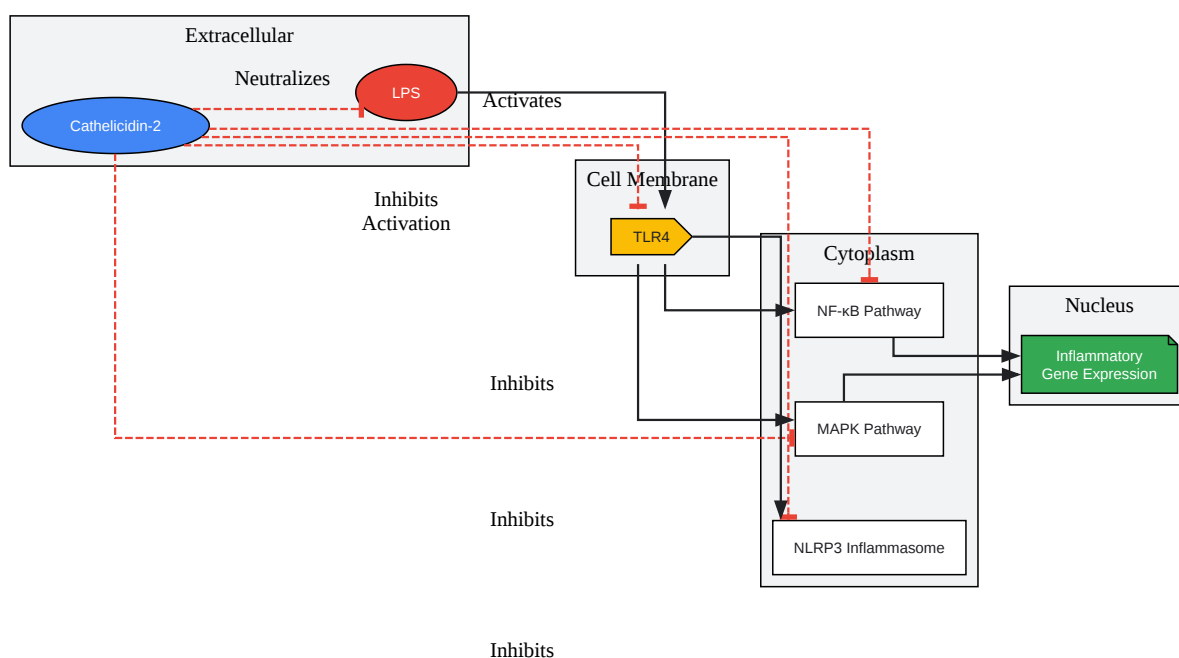 Extracellular
Neutralizes
LPS
Activates
Cathelicidin-2
Cell Membrane
Inhibits
Activation
TLR4
Cytoplasm
NF-κB Pathway
Nucleus
Inflammatory
Gene Expression
Inhibits
MAPK Pathway
Inhibits
NLRP3 Inflammasome
Inhibits